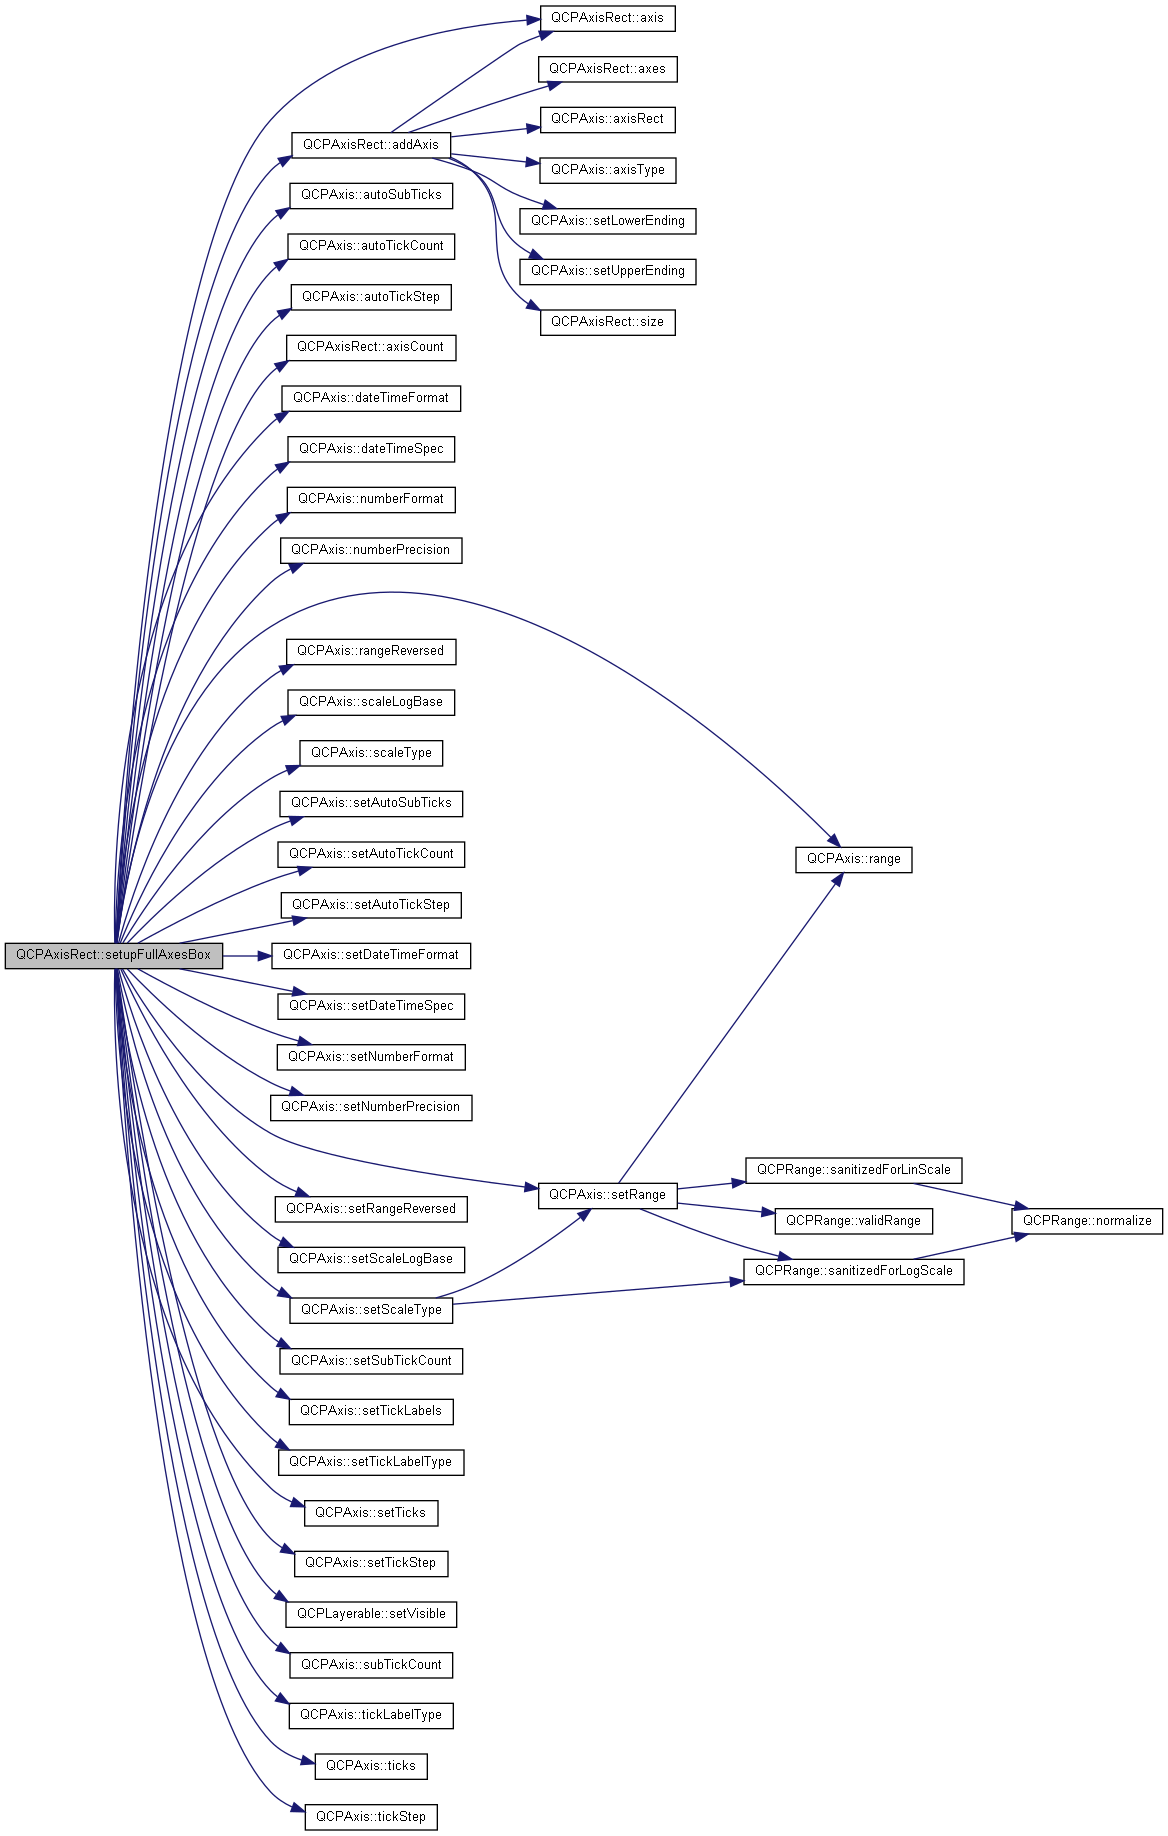 QCPAxisRect::axis
QCPAxisRect::axes
QCPAxis::axisRect
QCPAxisRect::addAxis
QCPAxis::axisType
QCPAxis::autoSubTicks
QCPAxis::setLowerEnding
QCPAxis::autoTickCount
QCPAxis::setUpperEnding
QCPAxis::autoTickStep
QCPAxisRect::size
QCPAxisRect::axisCount
QCPAxis::dateTimeFormat
QCPAxis::dateTimeSpec
QCPAxis::numberFormat
QCPAxis::numberPrecision
QCPAxis::rangeReversed
QCPAxis::scaleLogBase
QCPAxis::scaleType
QCPAxis::setAutoSubTicks
QCPAxis::setAutoTickCount
QCPAxis::range
QCPAxis::setAutoTickStep
QCPAxisRect::setupFullAxesBox
QCPAxis::setDateTimeFormat
QCPAxis::setDateTimeSpec
QCPAxis::setNumberFormat
QCPAxis::setNumberPrecision
QCPRange::sanitizedForLinScale
QCPAxis::setRange
QCPAxis::setRangeReversed
QCPRange::validRange
QCPRange::normalize
QCPAxis::setScaleLogBase
QCPRange::sanitizedForLogScale
QCPAxis::setScaleType
QCPAxis::setSubTickCount
QCPAxis::setTickLabels
QCPAxis::setTickLabelType
QCPAxis::setTicks
QCPAxis::setTickStep
QCPLayerable::setVisible
QCPAxis::subTickCount
QCPAxis::tickLabelType
QCPAxis::ticks
QCPAxis::tickStep